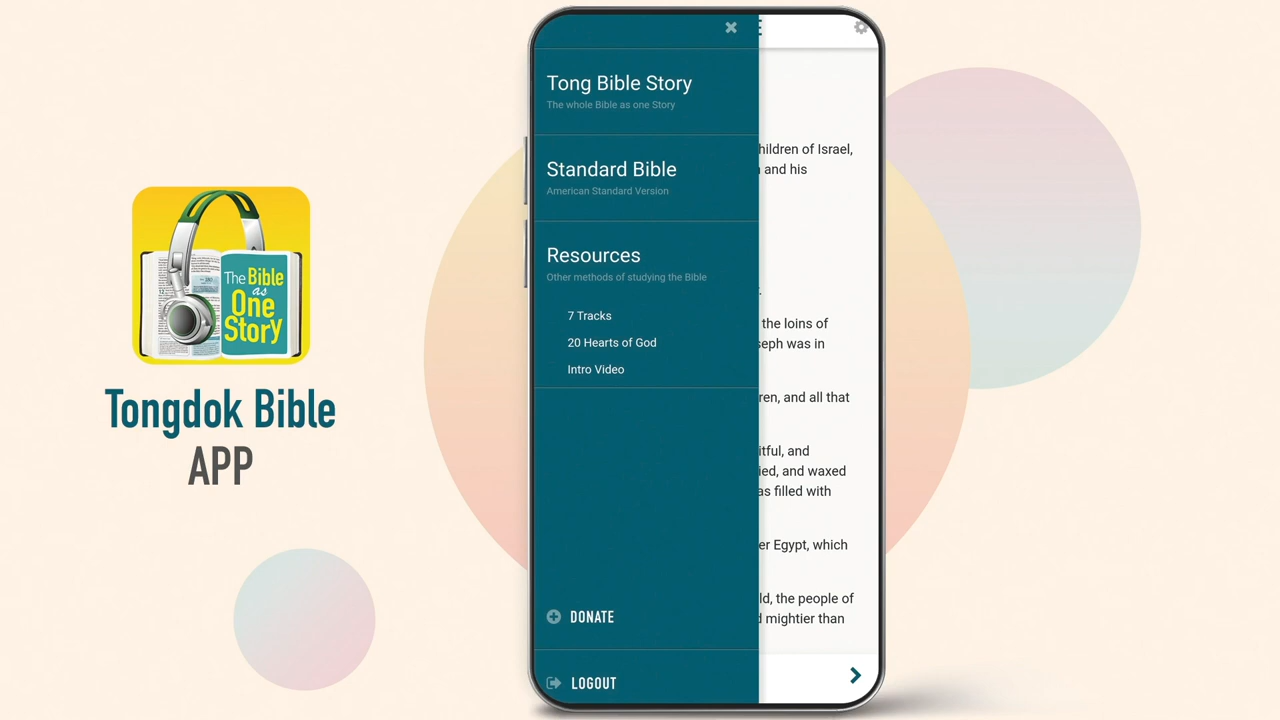 The Bible
as
One
Story
Tongdok Bible
APP
Tong Bible Story
The whole Bible as one Story
Standard Bible
American Standard Version
Resources
Other methods of studying the Bible
7 Tracks
20 Hearts of God
Intro Video
DONATE
LOGOUT
hildren of Israel,
and his
the loins of
seph was in
ren, and all that
itful, and
ied, and waxed
as filled with
er Egypt, which
ld, the people of
d mightier than